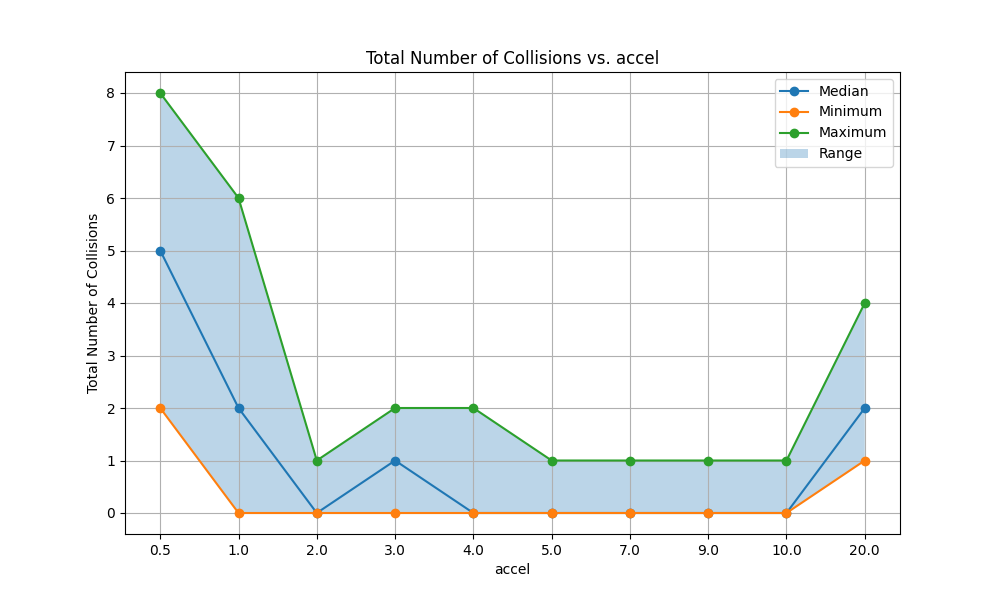 Total Number of Collisions vs. accel
Median
Minimum
Maximum
Range
Total Number of Collisions
8
7
6
5
4
3
2
1
0
0.5 1.0 2.0 3.0 4.0 5.0 7.0 9.0 10.0 20.0
accel